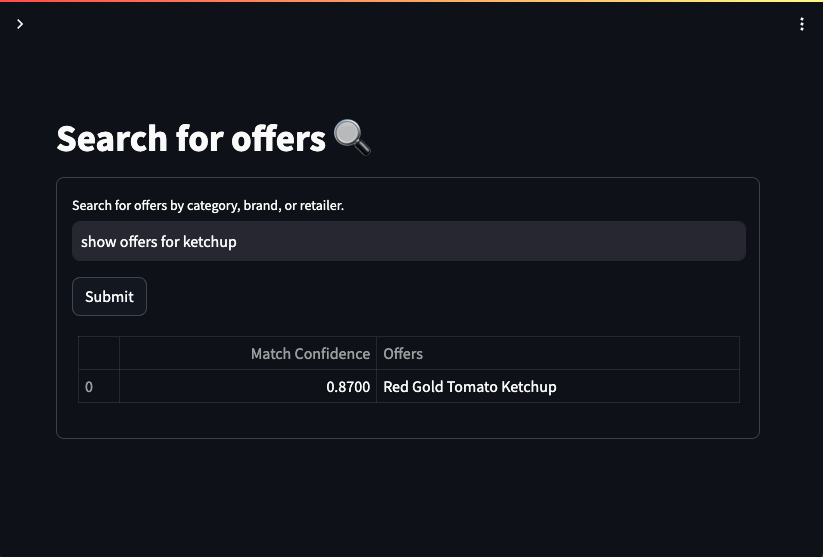 Search for offers
Search for offers by category, brand, or retailer.
show offers for ketchup
Submit
Match Confidence Offers
0 0.8700 Red Gold Tomato Ketchup